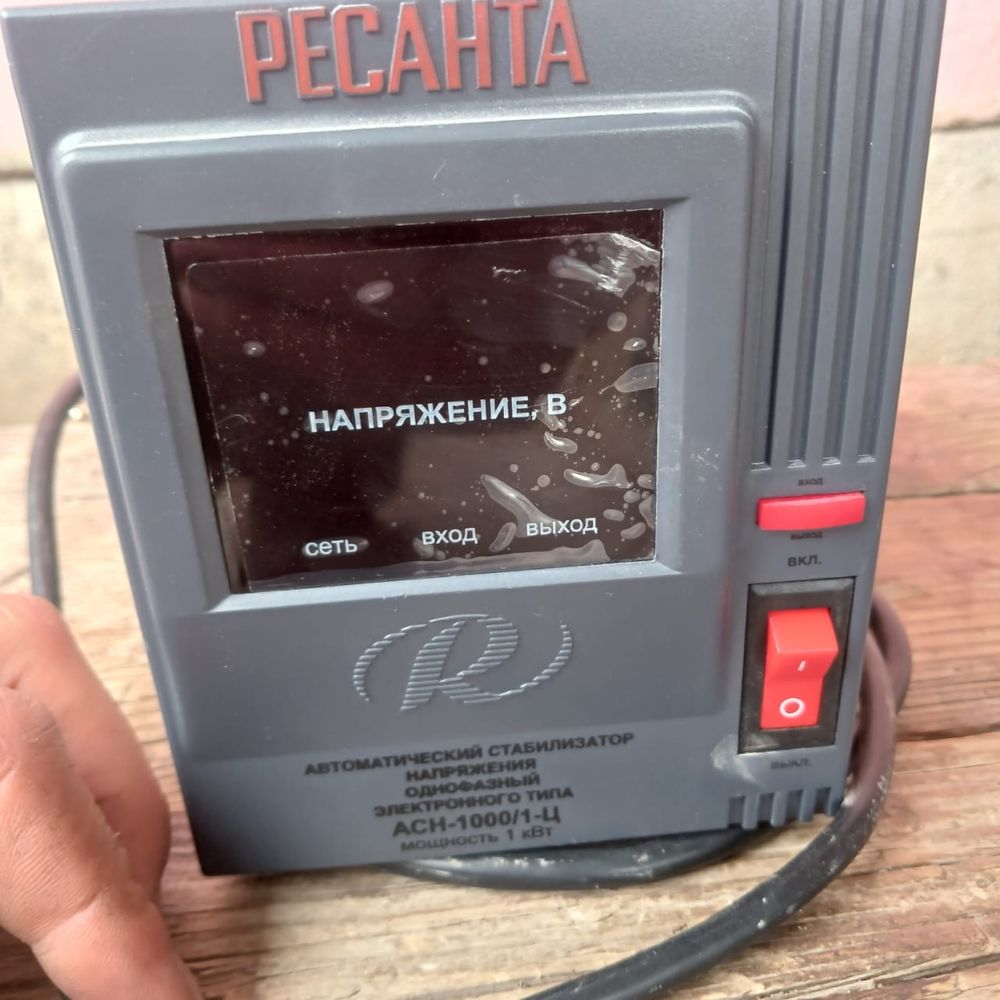 РЕСАНТА
НАПРЯЖЕНИЕ, В
сеть вход выход
ВХОД
ВЫХОД
ВКЛ.
I
O
ВЫКЛ.
R
АВТОМАТИЧЕСКИЙ СТАБИЛИЗАТОР
НАПРЯЖЕНИЯ
ОДНОФАЗНЫЙ
ЭЛЕКТРОННОГО ТИПА
АСН-1000/1-Ц
МОЩНОСТЬ 1 кВт